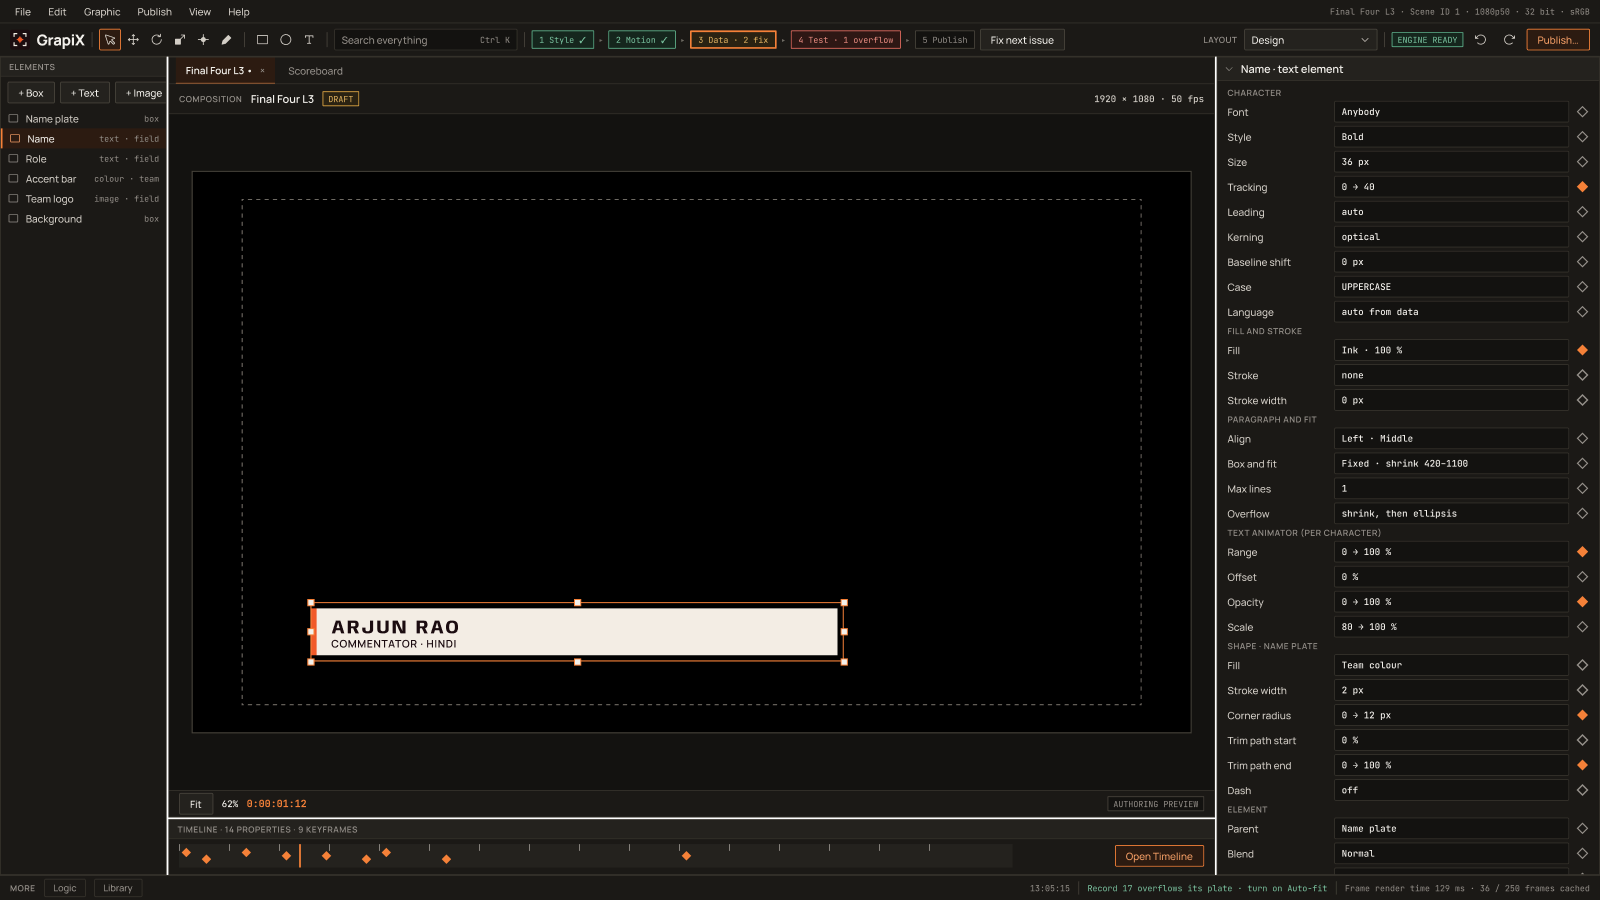 File Edit Graphic Publish View Help
Final Four L3 · Scene ID 1 · 1080p50 · 32 bit · sRGB
GrapiX
Search everything Ctrl K
1 Style ✓ 2 Motion ✓ 3 Data · 2 fix 4 Test · 1 overflow 5 Publish Fix next issue
LAYOUT Design ENGINE READY Publish…
ELEMENTS
+ Box + Text + Image
Name plate box
Name text · field
Role text · field
Accent bar colour · team
Team logo image · field
Background box
Final Four L3 • × Scoreboard
COMPOSITION Final Four L3 DRAFT 1920 × 1080 · 50 fps
ARJUN RAO
COMMENTATOR · HINDI
Fit 62% 0:00:01:12 AUTHORING PREVIEW
TIMELINE · 14 PROPERTIES · 9 KEYFRAMES
Open Timeline
Name · text element
CHARACTER
Font Anybody
Style Bold
Size 36 px
Tracking 0 → 40
Leading auto
Kerning optical
Baseline shift 0 px
Case UPPERCASE
Language auto from data
FILL AND STROKE
Fill Ink · 100 %
Stroke none
Stroke width 0 px
PARAGRAPH AND FIT
Align Left · Middle
Box and fit Fixed · shrink 420–1100
Max lines 1
Overflow shrink, then ellipsis
TEXT ANIMATOR (PER CHARACTER)
Range 0 → 100 %
Offset 0 %
Opacity 0 → 100 %
Scale 80 → 100 %
SHAPE · NAME PLATE
Fill Team colour
Stroke width 2 px
Corner radius 0 → 12 px
Trim path start 0 %
Trim path end 0 → 100 %
Dash off
ELEMENT
Parent Name plate
Blend Normal
MORE Logic Library
13:05:15 Record 17 overflows its plate · turn on Auto-fit Frame render time 129 ms · 36 / 250 frames cached